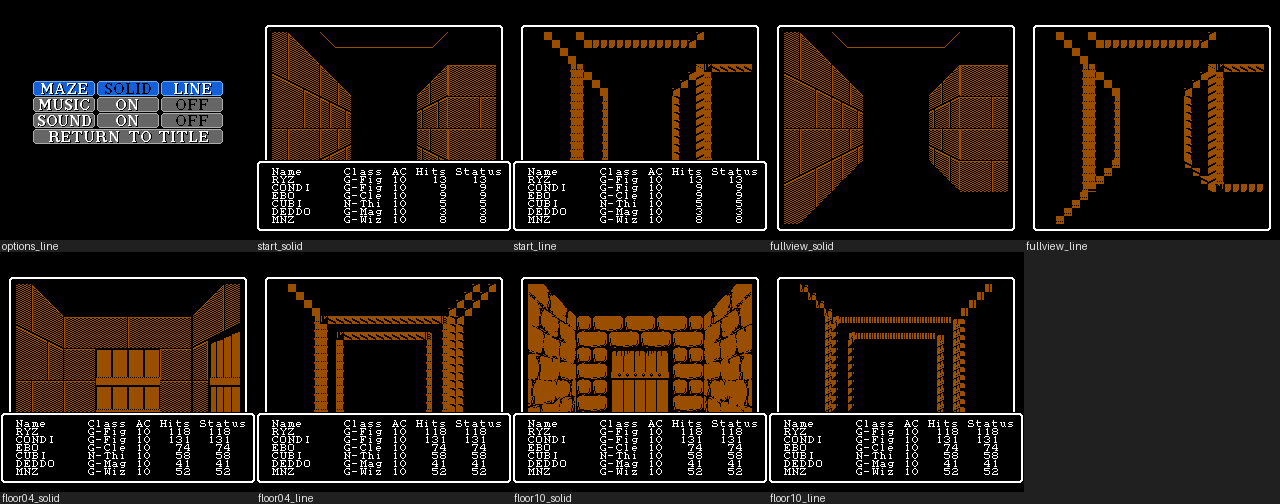 MAZE SOLID LINE
MUSIC ON OFF
SOUND ON OFF
RETURN TO TITLE
Name Class AC Hits Status
RYZ G-Fig 10 13 13
CONDI G-Fig 10 9 9
EBO G-Cle 10 9 9
CUBI N-Thi 10 5 5
DEDDO G-Mag 10 3 3
MNZ G-Wiz 10 8 8
Name Class AC Hits Status
RYZ G-Fig 10 13 13
CONDI G-Fig 10 9 9
EBO G-Cle 10 9 9
CUBI N-Thi 10 5 5
DEDDO G-Mag 10 3 3
MNZ G-Wiz 10 8 8
options_line
start_solid
start_line
fullview_solid
fullview_line
Name Class AC Hits Status
RYZ G-Fig 10 118 118
CONDI G-Fig 10 131 131
EBO G-Cle 10 74 74
CUBI N-Thi 10 58 58
DEDDO G-Mag 10 41 41
MNZ G-Wiz 10 52 52
Name Class AC Hits Status
RYZ G-Fig 10 118 118
CONDI G-Fig 10 131 131
EBO G-Cle 10 74 74
CUBI N-Thi 10 58 58
DEDDO G-Mag 10 41 41
MNZ G-Wiz 10 52 52
Name Class AC Hits Status
RYZ G-Fig 10 118 118
CONDI G-Fig 10 131 131
EBO G-Cle 10 74 74
CUBI N-Thi 10 58 58
DEDDO G-Mag 10 41 41
MNZ G-Wiz 10 52 52
Name Class AC Hits Status
RYZ G-Fig 10 118 118
CONDI G-Fig 10 131 131
EBO G-Cle 10 74 74
CUBI N-Thi 10 58 58
DEDDO G-Mag 10 41 41
MNZ G-Wiz 10 52 52
floor04_solid
floor04_line
floor10_solid
floor10_line